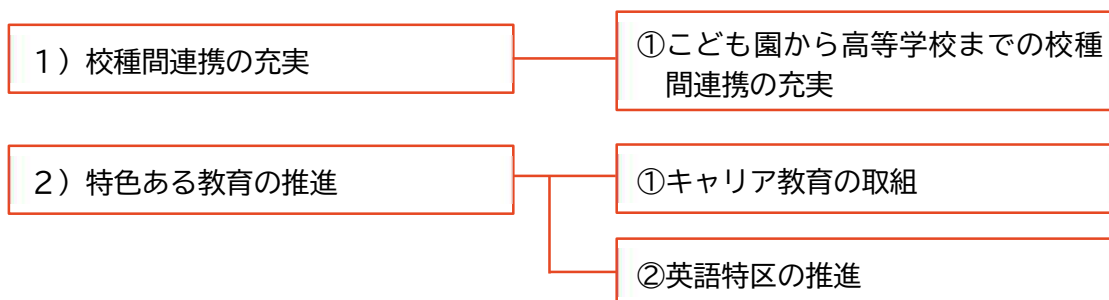 1）校種間連携の充実
①こども園から高等学校までの校種
間連携の充実
2）特色ある教育の推進
①キャリア教育の取組
②英語特区の推進